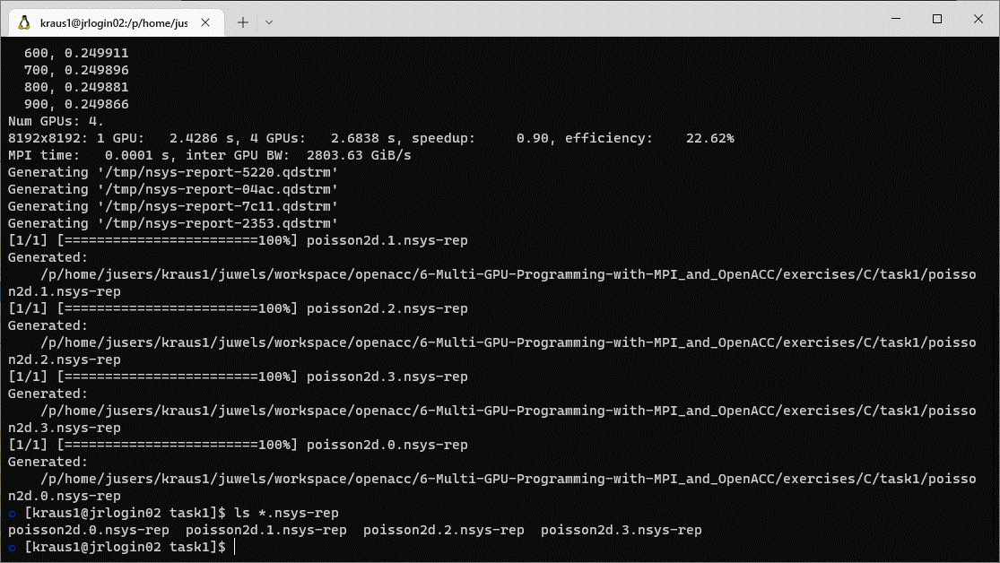 kraus1@jrlogin02:/p/home/jus
600, 0.249911
700, 0.249896
800, 0.249881
900, 0.249866
Num GPUs: 4.
8192x8192: 1 GPU:   2.4286 s, 4 GPUs:   2.6838 s, speedup:     0.90, efficiency:    22.62%
MPI time:   0.0001 s, inter GPU BW:  2803.63 GiB/s
Generating '/tmp/nsys-report-5220.qdstrm'
Generating '/tmp/nsys-report-04ac.qdstrm'
Generating '/tmp/nsys-report-7c11.qdstrm'
Generating '/tmp/nsys-report-2353.qdstrm'
[1/1] [========================100%] poisson2d.1.nsys-rep
Generated:
    /p/home/jusers/kraus1/juwels/workspace/openacc/6-Multi-GPU-Programming-with-MPI_and_OpenACC/exercises/C/task1/poisso
n2d.1.nsys-rep
[1/1] [========================100%] poisson2d.2.nsys-rep
Generated:
    /p/home/jusers/kraus1/juwels/workspace/openacc/6-Multi-GPU-Programming-with-MPI_and_OpenACC/exercises/C/task1/poisso
n2d.2.nsys-rep
[1/1] [========================100%] poisson2d.3.nsys-rep
Generated:
    /p/home/jusers/kraus1/juwels/workspace/openacc/6-Multi-GPU-Programming-with-MPI_and_OpenACC/exercises/C/task1/poisso
n2d.3.nsys-rep
[1/1] [========================100%] poisson2d.0.nsys-rep
Generated:
    /p/home/jusers/kraus1/juwels/workspace/openacc/6-Multi-GPU-Programming-with-MPI_and_OpenACC/exercises/C/task1/poisso
n2d.0.nsys-rep
[kraus1@jrlogin02 task1]$ ls *.nsys-rep
poisson2d.0.nsys-rep  poisson2d.1.nsys-rep  poisson2d.2.nsys-rep  poisson2d.3.nsys-rep
[kraus1@jrlogin02 task1]$